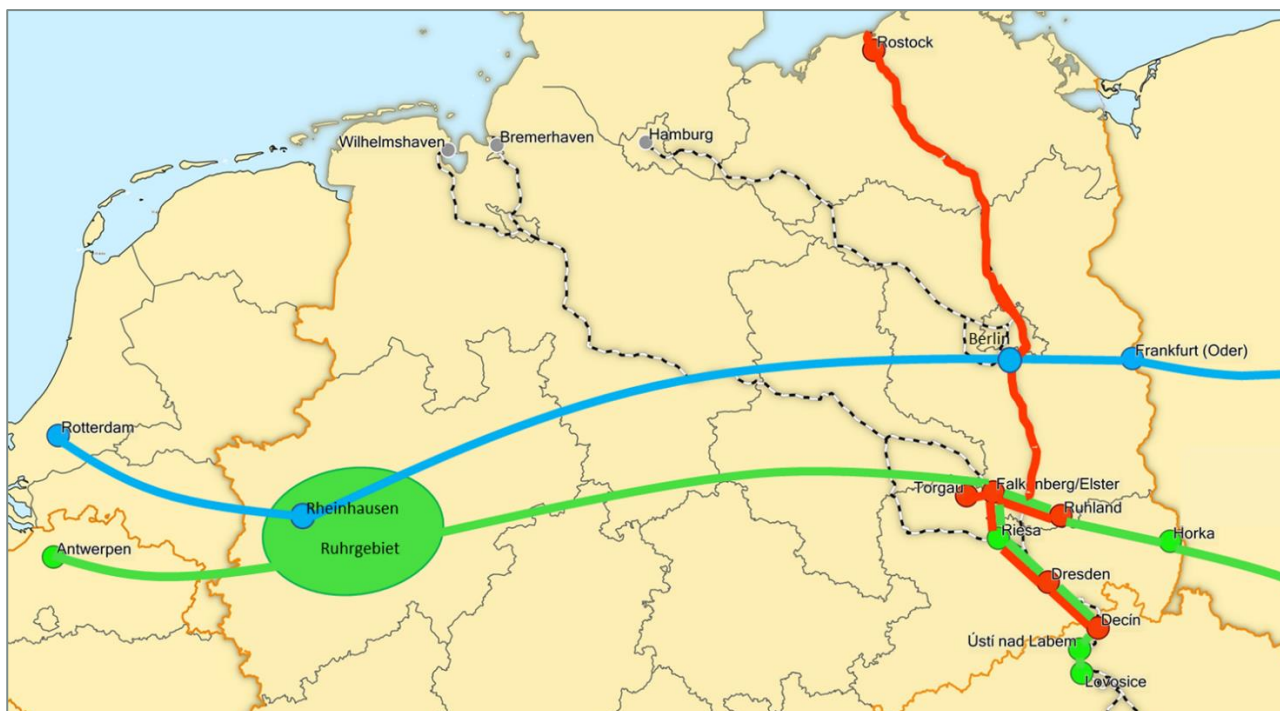 Rostock
Wilhelmshaven
Bremerhaven
Hamburg
Berlin
Frankfurt (Oder)
Rotterdam
Rheinhausen
Ruhrgebiet
Antwerpen
Torgau
Falkenberg/Elster
Ruhland
Riesa
Horka
Dresden
Decín
Ústí nad Labem
Lovosice